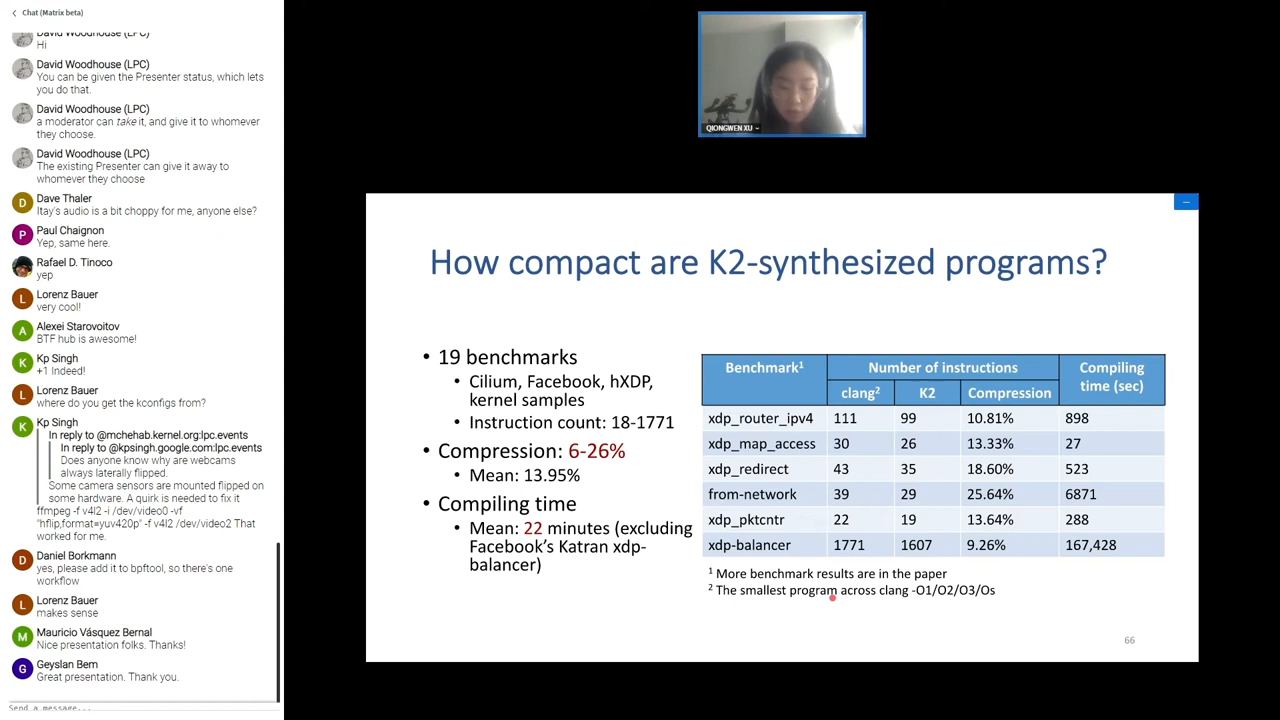 Chat (Matrix beta)
David Woodhouse (LPC)
Hi
David Woodhouse (LPC)
You can be given the Presenter status, which lets
you do that.
David Woodhouse (LPC)
a moderator can take it, and give it to whomever
they choose.
David Woodhouse (LPC)
The existing Presenter can give it away to
whomever they choose
D
Dave Thaler
Itay's audio is a bit choppy for me, anyone else?
P
Paul Chaignon
Yep, same here.
Rafael D. Tinoco
yep
L
Lorenz Bauer
very cool!
A
Alexei Starovoitov
BTF hub is awesome!
K
Kp Singh
+1 Indeed!
L
Lorenz Bauer
where do you get the kconfigs from?
K
Kp Singh
In reply to @mchehab.kernel.org:lpc.events
In reply to @kpsingh.google.com:lpc.events
Does anyone know why are webcams
always laterally flipped.
Some camera sensors are mounted flipped on
some hardware. A quirk is needed to fix it
ffmpeg -f v4l2 -i /dev/video0 -vf
"hflip,format=yuv420p" -f v4l2 /dev/video2 That
worked for me.
D
Daniel Borkmann
yes, please add it to bpftool, so there's one
workflow
L
Lorenz Bauer
makes sense
M
Mauricio Vásquez Bernal
Nice presentation folks. Thanks!
G
Geyslan Bem
Great presentation. Thank you.
Send a message...
QIONGWEN XU
How compact are K2-synthesized programs?
• 19 benchmarks
• Cilium, Facebook, hXDP,
kernel samples
• Instruction count: 18-1771
• Compression: 6-26%
• Mean: 13.95%
• Compiling time
• Mean: 22 minutes (excluding
Facebook's Katran xdp-
balancer)
Benchmark1 Number of instructions Compiling
time (sec)
clang2 K2 Compression
xdp_router_ipv4 111 99 10.81% 898
xdp_map_access 30 26 13.33% 27
xdp_redirect 43 35 18.60% 523
from-network 39 29 25.64% 6871
xdp_pktcntr 22 19 13.64% 288
xdp-balancer 1771 1607 9.26% 167,428
1 More benchmark results are in the paper
2 The smallest program across clang -O1/O2/O3/Os
66